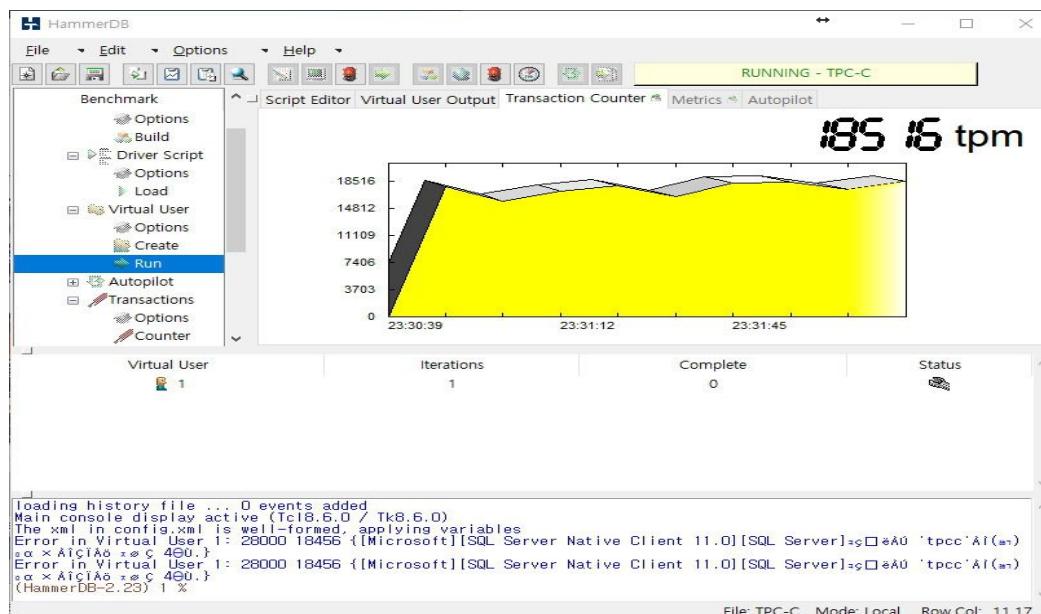 HammerDB
File Edit Options Help
RUNNING - TPC-C
Benchmark
Options
Build
Driver Script
Options
Load
Virtual User
Options
Create
Run
Autopilot
Transactions
Options
Counter
Script Editor Virtual User Output Transaction Counter Metrics Autopilot
18516 tpm
18516
14812
11109
7406
3703
0
23:30:39 23:31:12 23:31:45
Virtual User Iterations Complete Status
1 1 0
loading history file ... 0 events added
Main console display active (Tcl8.6.0 / Tk8.6.0)
The xml in config.xml is well-formed, applying variables
Error in Virtual User 1: 28000 18456 {[Microsoft][SQL Server Native Client 11.0][SQL Server] 'tpcc'
Error in Virtual User 1: 28000 18456 {[Microsoft][SQL Server Native Client 11.0][SQL Server] 'tpcc'
(HammerDB-2.23) 1 %
File: TPC-C Mode: Local Row.Col: 11.17